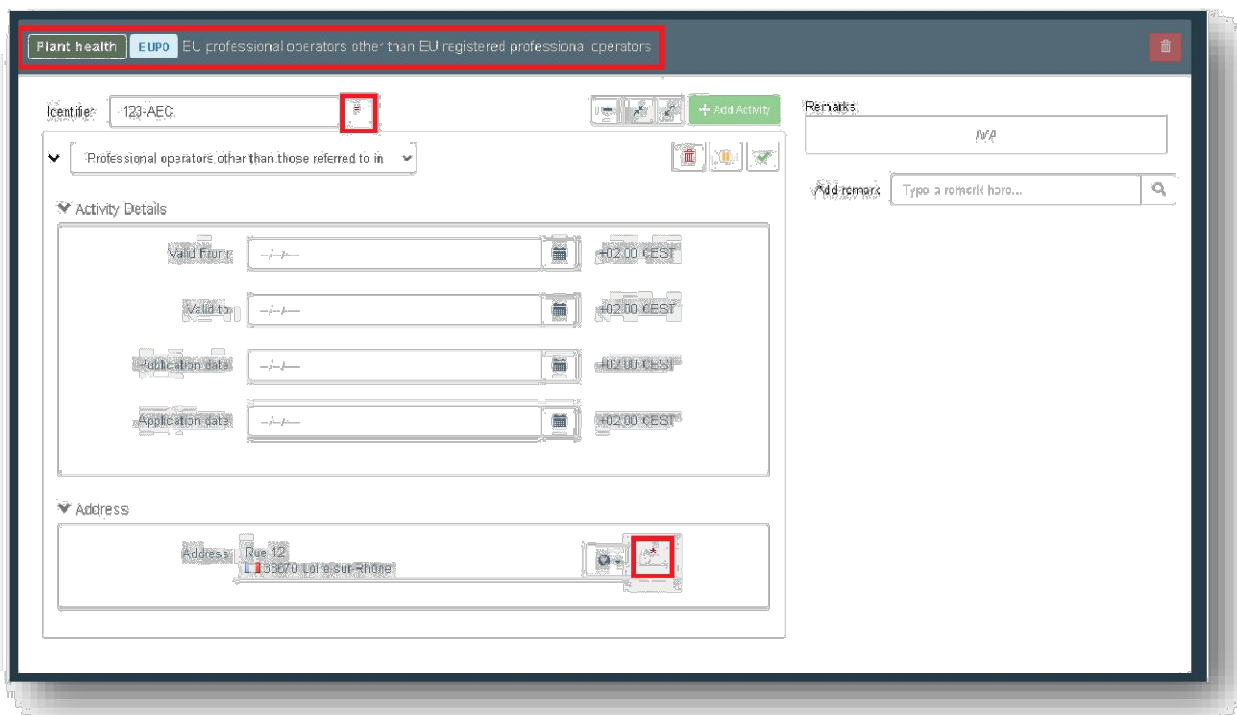 Plant health EUPO EU professional operators other than EU registered professional operators
Identifier 123-AEC
+ Add Activity
Remarks
N/A
Professional operators other than those referred to in
Add remark Type a remark here...
Activity Details
Valid From --/--/---- +02:00 CEST
Valid to --/--/---- +02:00 CEST
Publication date --/--/---- +02:00 CEST
Application date --/--/---- +02:00 CEST
Address
Address Rue 12
Loire-sur-Rhône